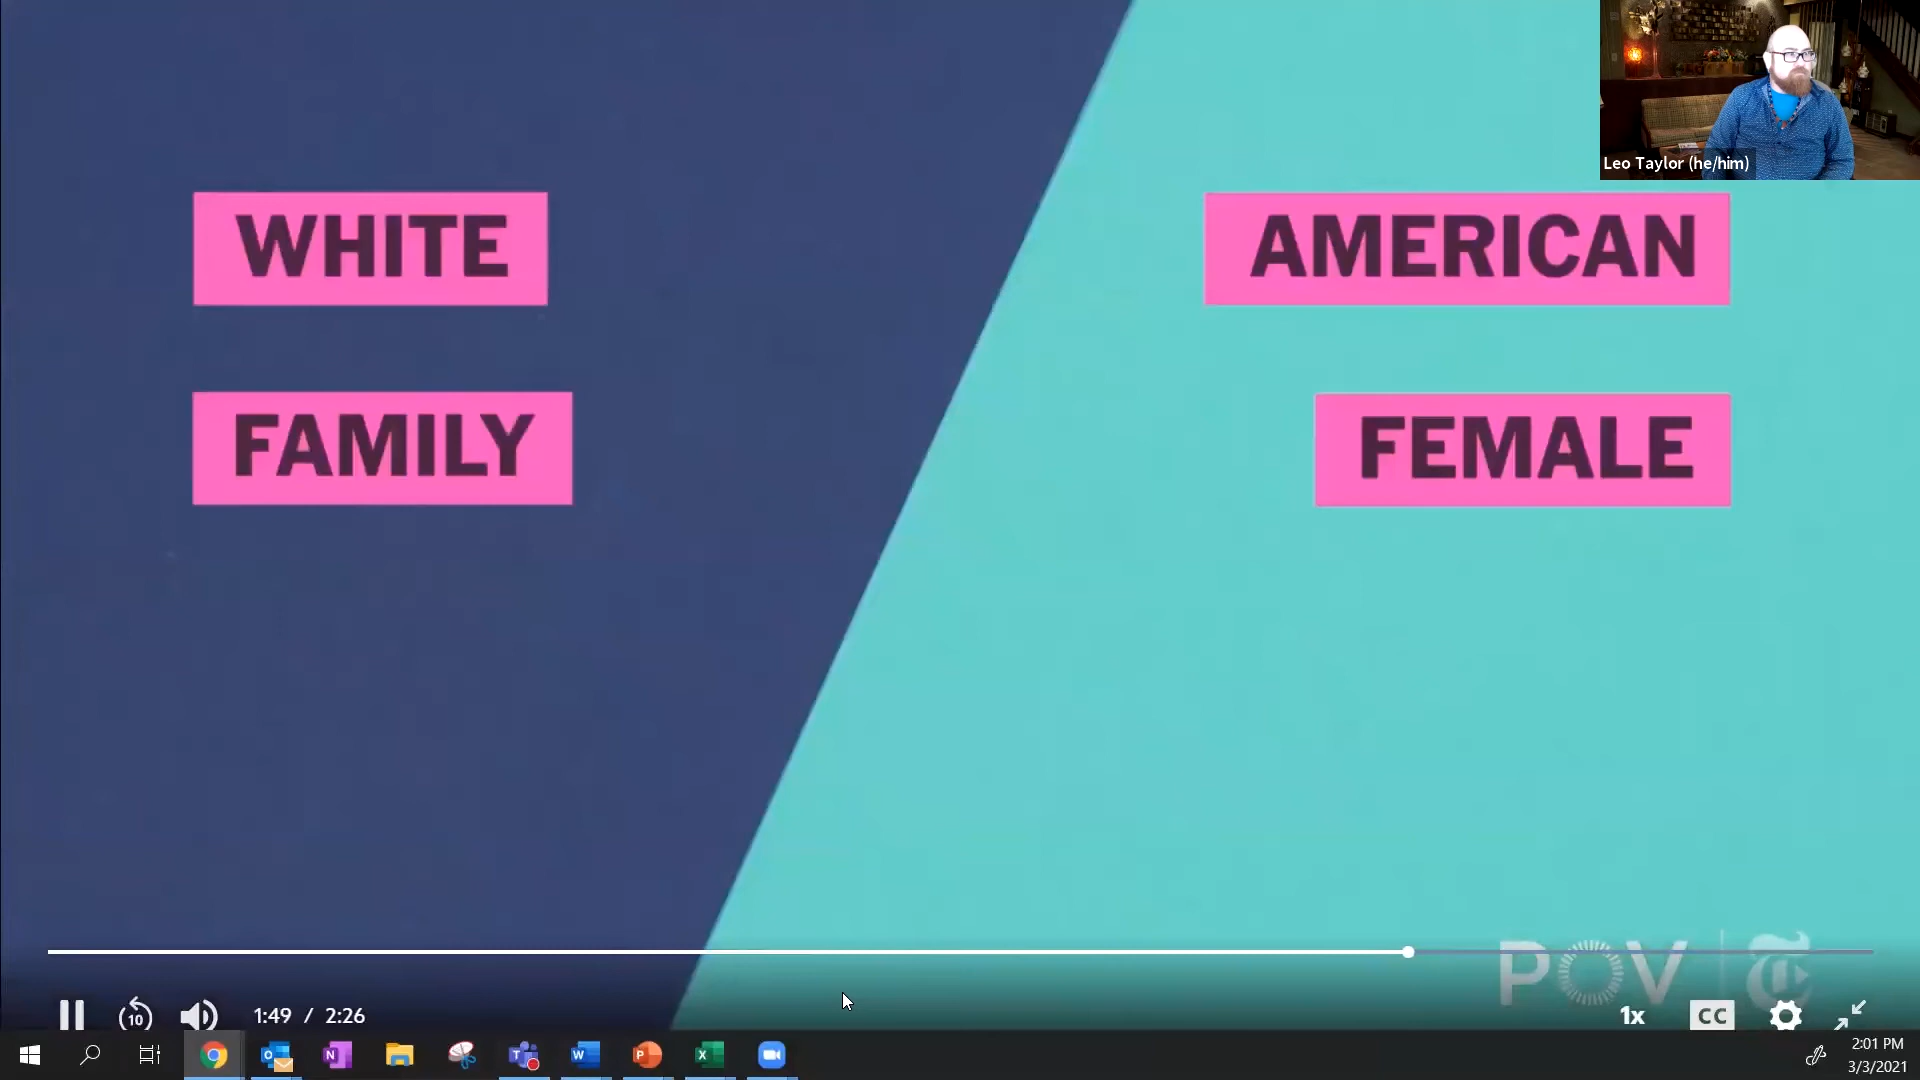 Leo Taylor (he/him)
WHITE
AMERICAN
FAMILY
FEMALE
POV
10
1:49 / 2:26
1x
CC
2:01 PM
3/3/2021